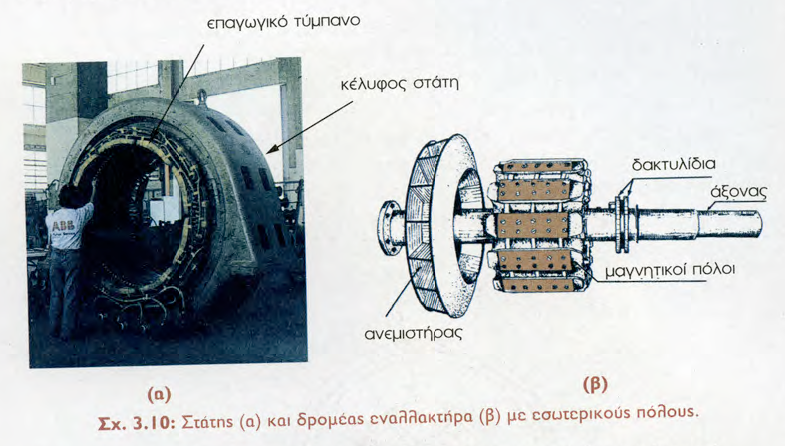 επαγωγικό τύμπανο
κέλυφος στάτη
ABB
δακτυλίδια
άξονας
μαγνητικοί πόλοι
ανεμιστήρας
(α)
(β)
Σχ. 3.10: Στάτης (α) και δρομέας εναλλακτήρα (β) με εσωτερικούς πόλους.